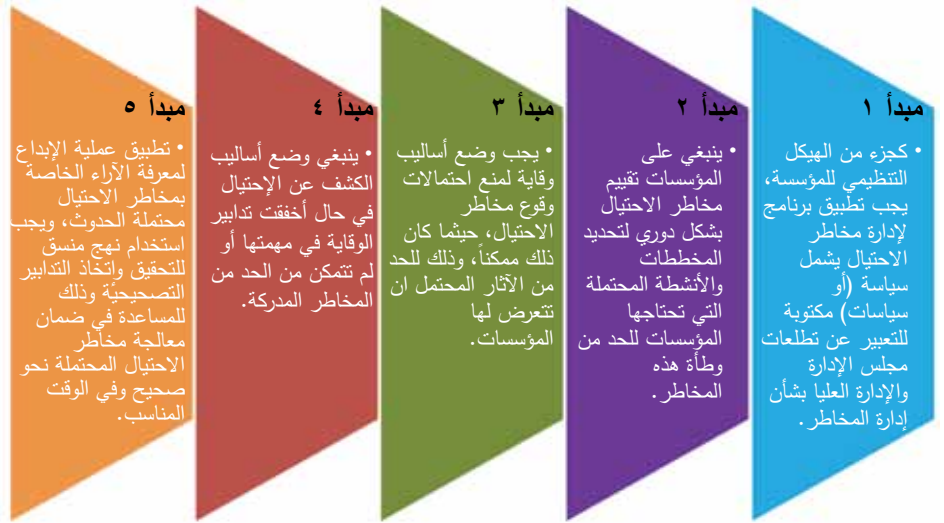 مبدأ ١
• كجزء من الهيكل
التنظيمي للمؤسسة،
يجب تطبيق برنامج
لإدارة مخاطر
الاحتيال يشمل
سياسة (أو
سياسات) مكتوبة
للتعبير عن تطلعات
مجلس الإدارة
والإدارة العليا بشأن
إدارة المخاطر.
مبدأ ٢
• ينبغي على
المؤسسات تقييم
مخاطر الاحتيال
بشكل دوري لتحديد
المخططات
والأنشطة المحتملة
التي تحتاجها
المؤسسات للحد من
وطأة هذه
المخاطر.
مبدأ ٣
• يجب وضع أساليب
وقاية لمنع احتمالات
وقوع مخاطر
الاحتيال، حيثما كان
ذلك ممكناً، وذلك للحد
من الآثار المحتمل ان
تتعرض لها
المؤسسات.
مبدأ ٤
• ينبغي وضع أساليب
الكشف عن الإحتيال
في حال أخفقت تدابير
الوقاية في مهمتها أو
لم تتمكن من الحد من
المخاطر المدركة.
مبدأ ٥
• تطبيق عملية الإبداع
لمعرفة الآراء الخاصة
بمخاطر الاحتيال
محتملة الحدوث، ويجب
استخدام نهج منسق
للتحقيق واتخاذ التدابير
التصحيحيّة وذلك
للمساعدة في ضمان
معالجة مخاطر
الاحتيال المحتملة نحو
صحيح وفي الوقت
المناسب.